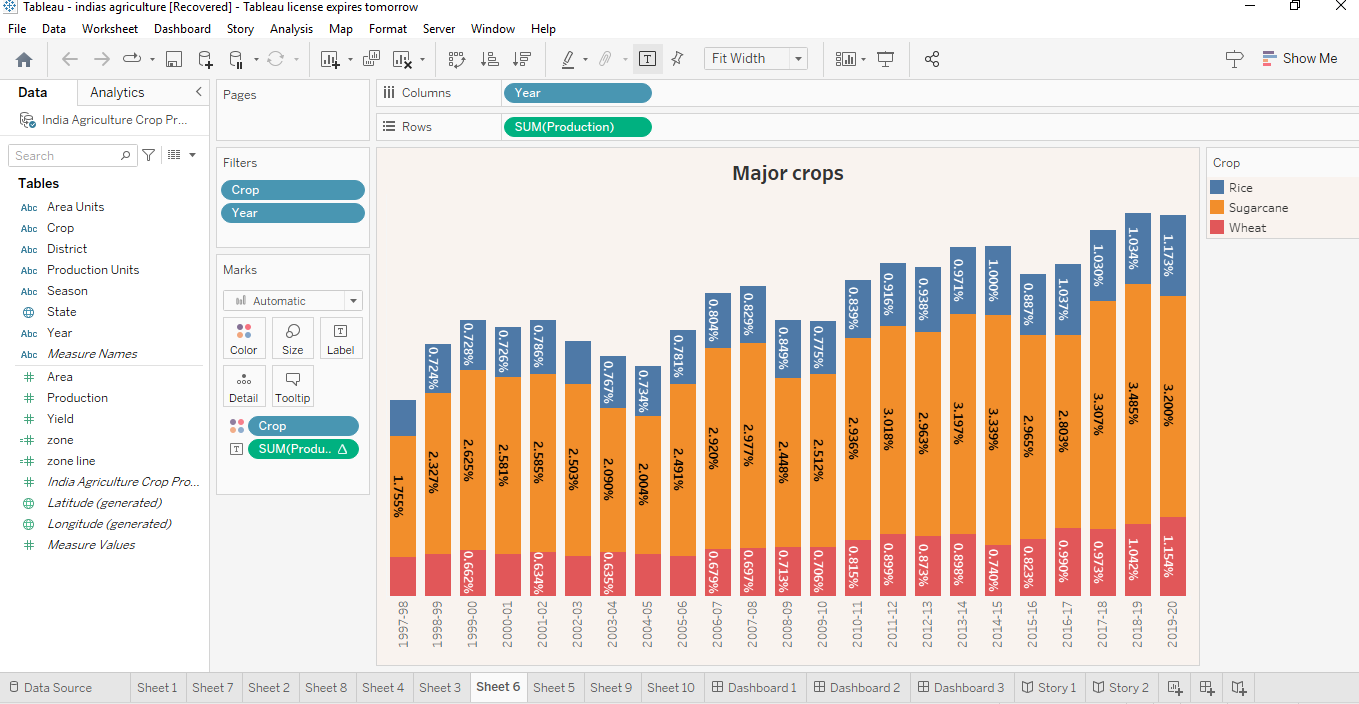 Tableau - indias agriculture [Recovered] - Tableau license expires tomorrow
File Data Worksheet Dashboard Story Analysis Map Format Server Window Help
Fit Width
Show Me
Data Analytics
India Agriculture Crop Pr...
Search
Tables
Abc Area Units
Abc Crop
Abc District
Abc Production Units
Abc Season
State
Abc Year
Abc Measure Names
Area
Production
Yield
zone
zone line
India Agriculture Crop Pro...
Latitude (generated)
Longitude (generated)
Measure Values
Pages
Filters
Crop
Year
Marks
Automatic
Color Size Label
Detail Tooltip
Crop
SUM(Produ.. Δ
Columns Year
Rows SUM(Production)
Major crops
0.724% 0.728% 0.726% 0.786% 0.767% 0.734% 0.781% 0.804% 0.829% 0.849% 0.775% 0.839% 0.916% 0.938% 0.971% 1.000% 0.887% 1.037% 1.030% 1.034% 1.173%
1.755% 2.327% 2.625% 2.581% 2.585% 2.503% 2.090% 2.004% 2.491% 2.920% 2.977% 2.448% 2.512% 2.936% 3.018% 2.963% 3.197% 3.339% 2.965% 2.803% 3.307% 3.485% 3.200%
0.662% 0.634% 0.635% 0.679% 0.697% 0.713% 0.706% 0.815% 0.899% 0.873% 0.898% 0.740% 0.823% 0.990% 0.973% 1.042% 1.154%
1997-98 1998-99 1999-00 2000-01 2001-02 2002-03 2003-04 2004-05 2005-06 2006-07 2007-08 2008-09 2009-10 2010-11 2011-12 2012-13 2013-14 2014-15 2015-16 2016-17 2017-18 2018-19 2019-20
Crop
Rice
Sugarcane
Wheat
Data Source Sheet 1 Sheet 7 Sheet 2 Sheet 8 Sheet 4 Sheet 3 Sheet 6 Sheet 5 Sheet 9 Sheet 10 Dashboard 1 Dashboard 2 Dashboard 3 Story 1 Story 2